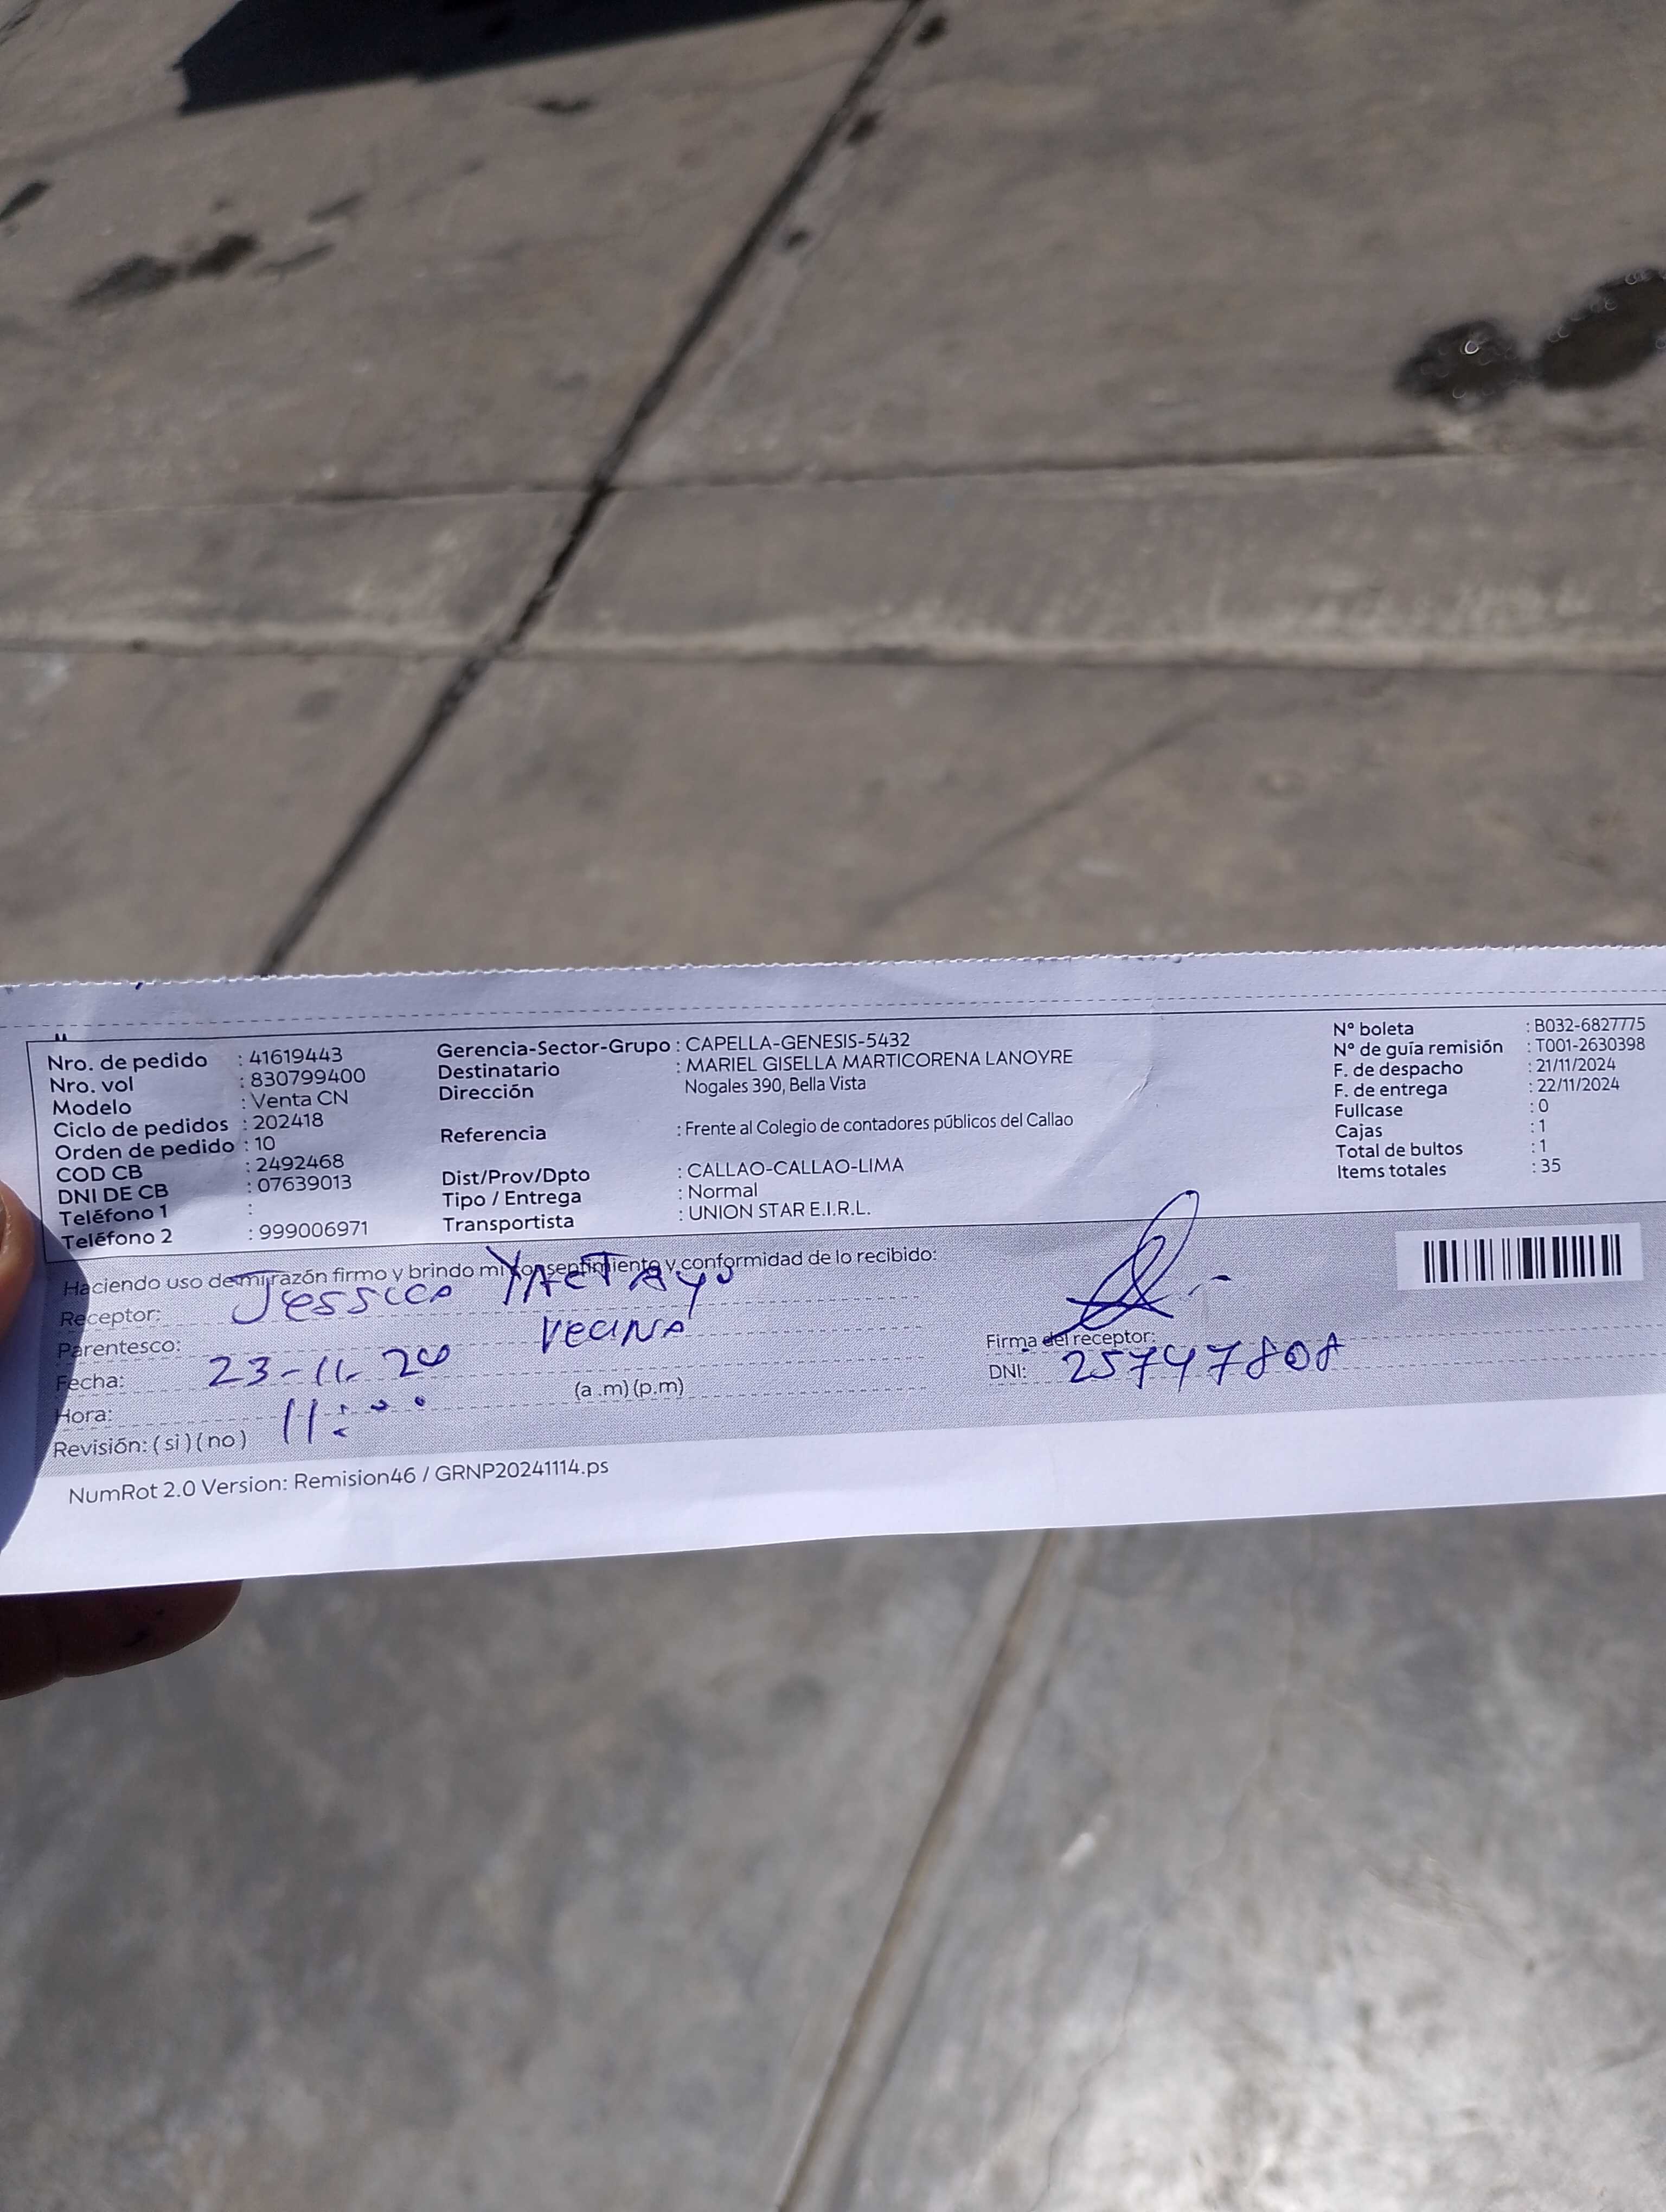 Nro. de pedido : 41619443
Nro. vol : 830799400
Modelo : Venta CN
Ciclo de pedidos : 202418
Orden de pedido : 10
COD CB : 2492468
DNI DE CB : 07639013
Teléfono 1 :
Teléfono 2 : 999006971
Gerencia-Sector-Grupo : CAPELLA-GENESIS-5432
Destinatario : MARIEL GISELLA MARTICORENA LANOYRE
Dirección Nogales 390, Bella Vista
Referencia : Frente al Colegio de contadores públicos del Callao
Dist/Prov/Dpto : CALLAO-CALLAO-LIMA
Tipo / Entrega : Normal
Transportista : UNION STAR E.I.R.L.
N° boleta : B032-6827775
N° de guía remisión : T001-2630398
F. de despacho : 21/11/2024
F. de entrega : 22/11/2024
Fullcase : 0
Cajas : 1
Total de bultos : 1
Items totales : 35
Haciendo uso de mi razón firmo y brindo mi consentimiento y conformidad de lo recibido:
Receptor: Jessica YACTAYO
Parentesco: VECINA
Fecha: 23-11-
Hora: 11: (a .m) (p.m)
Revisión: ( si ) ( no )
Firma del receptor:
DNI: 25747808
NumRot 2.0 Version: Remision46 / GRNP20241114.ps